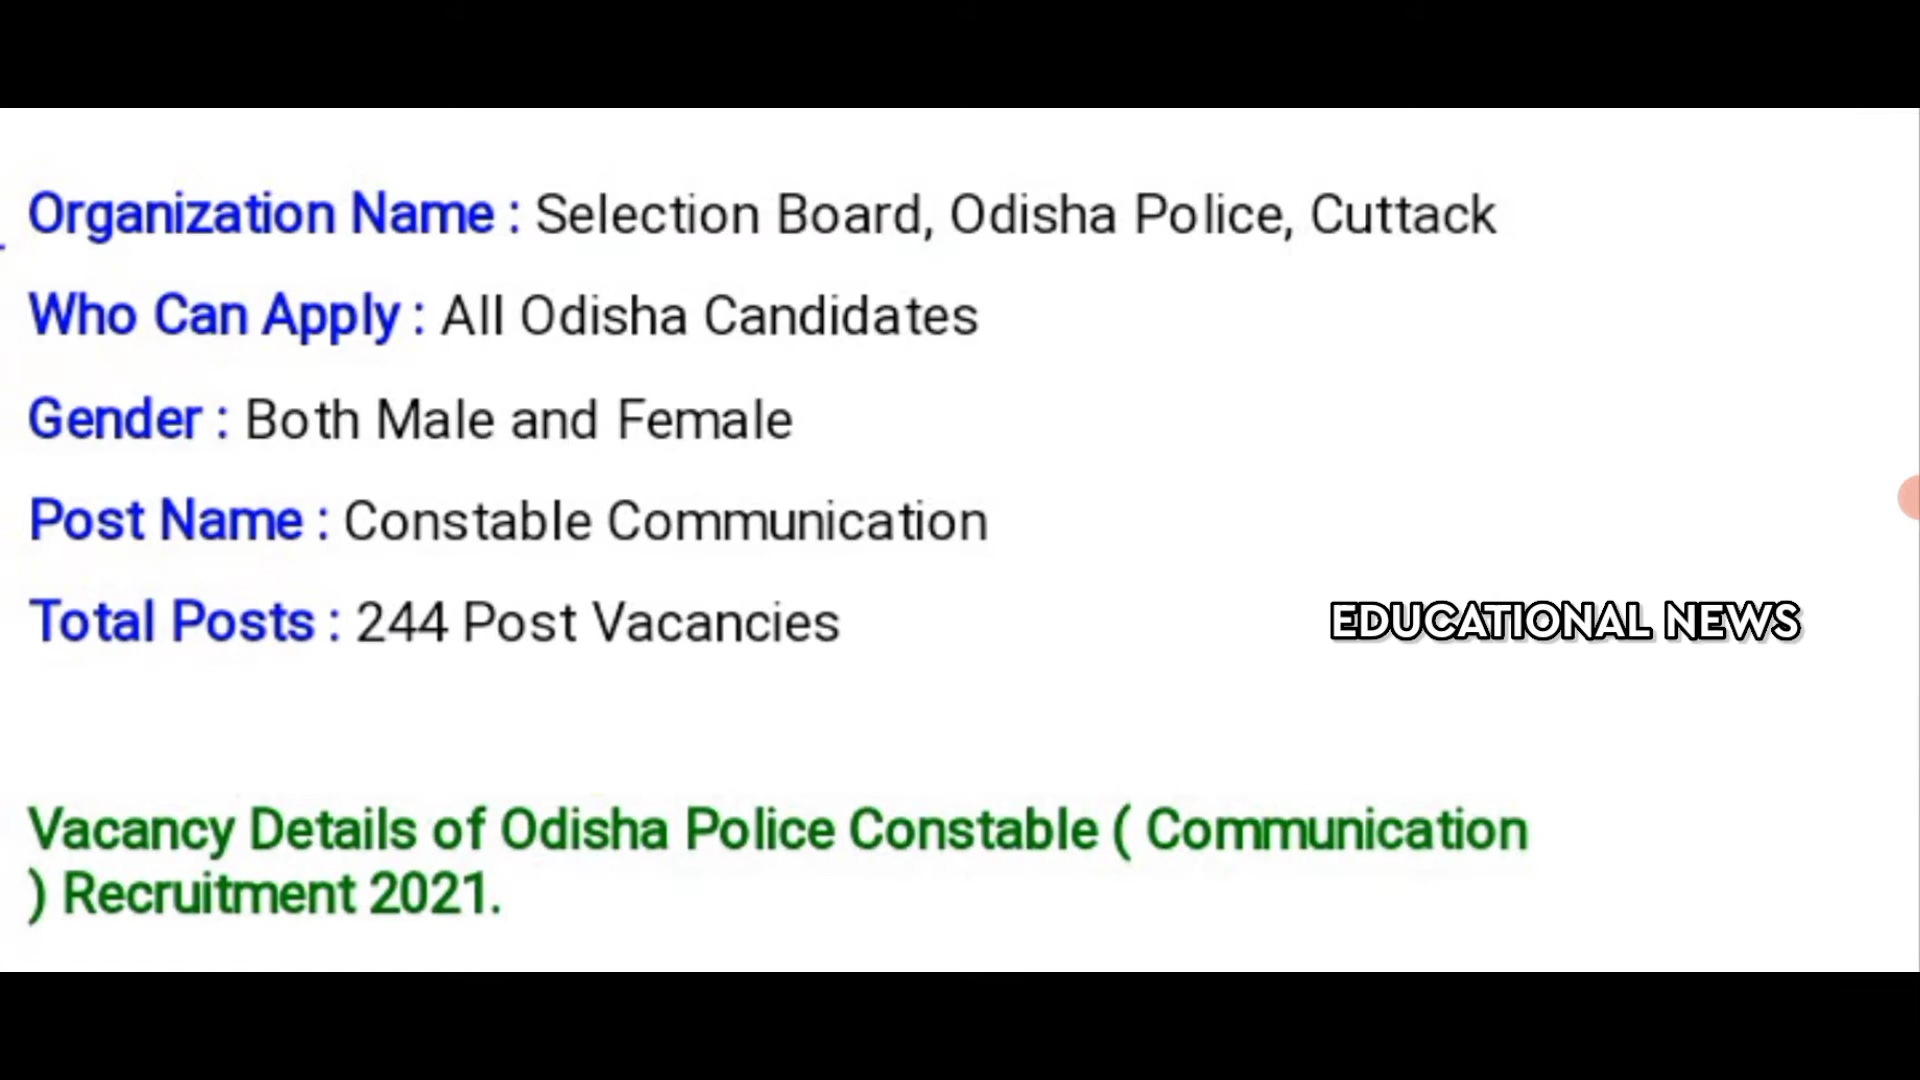 Organization Name : Selection Board, Odisha Police, Cuttack
Who Can Apply : All Odisha Candidates
Gender : Both Male and Female
Post Name : Constable Communication
Total Posts : 244 Post Vacancies
EDUCATIONAL NEWS
Vacancy Details of Odisha Police Constable ( Communication
) Recruitment 2021.